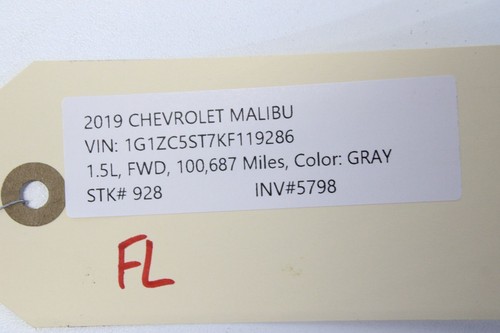 2019 CHEVROLET MALIBU
VIN: 1G1ZC5ST7KF119286
1.5L, FWD, 100,687 Miles, Color: GRAY
STK# 928 INV#5798
FL